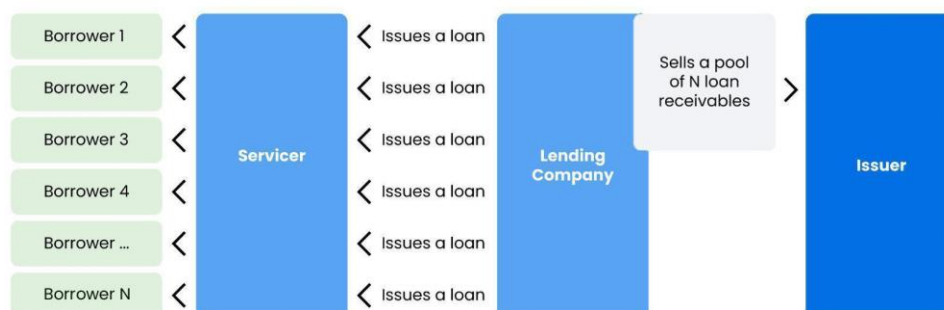 Borrower 1
Issues a loan
Borrower 2
Issues a loan
Borrower 3
Issues a loan
Borrower 4
Issues a loan
Borrower ...
Issues a loan
Borrower N
Issues a loan
Servicer
Lending
Company
Sells a pool
of N loan
receivables
Issuer